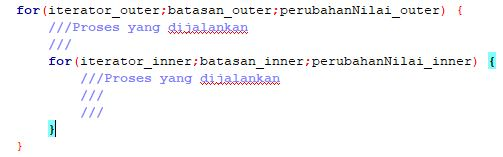 for(iterator_outer;batasan_outer;perubahanNilai_outer) {
///Proses yang dijalankan
///
for(iterator_inner;batasan_inner;perubahanNilai_inner) {
///Proses yang dijalankan
///
///
}
}